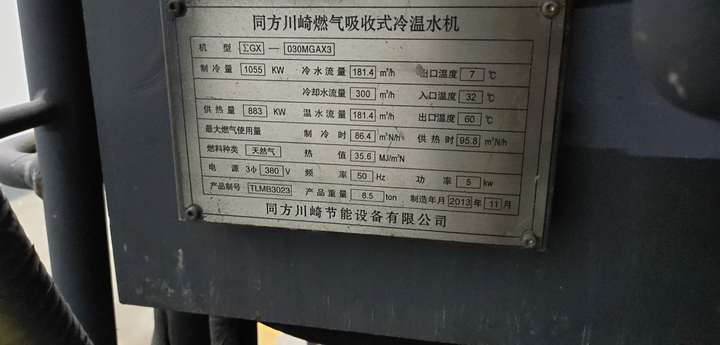 同方川崎燃气吸收式冷温水机
机型 ΣGX — 030MGAX3
制冷量 1055 KW 冷水流量 181.4 m³/h 出口温度 7 ℃
冷却水流量 300 m³/h 入口温度 32 ℃
供热量 883 KW 温水流量 181.4 m³/h 出口温度 60 ℃
最大燃气使用量 制冷时 86.4 m³N/h 供热时 95.8 m³N/h
燃料种类 天然气 热值 35.6 MJ/m³N
电源 3φ 380 V 频率 50 Hz 功率 5 kw
产品制号 TLMB3023 产品重量 8.5 ton 制造年月 2013 年 11 月
同方川崎节能设备有限公司